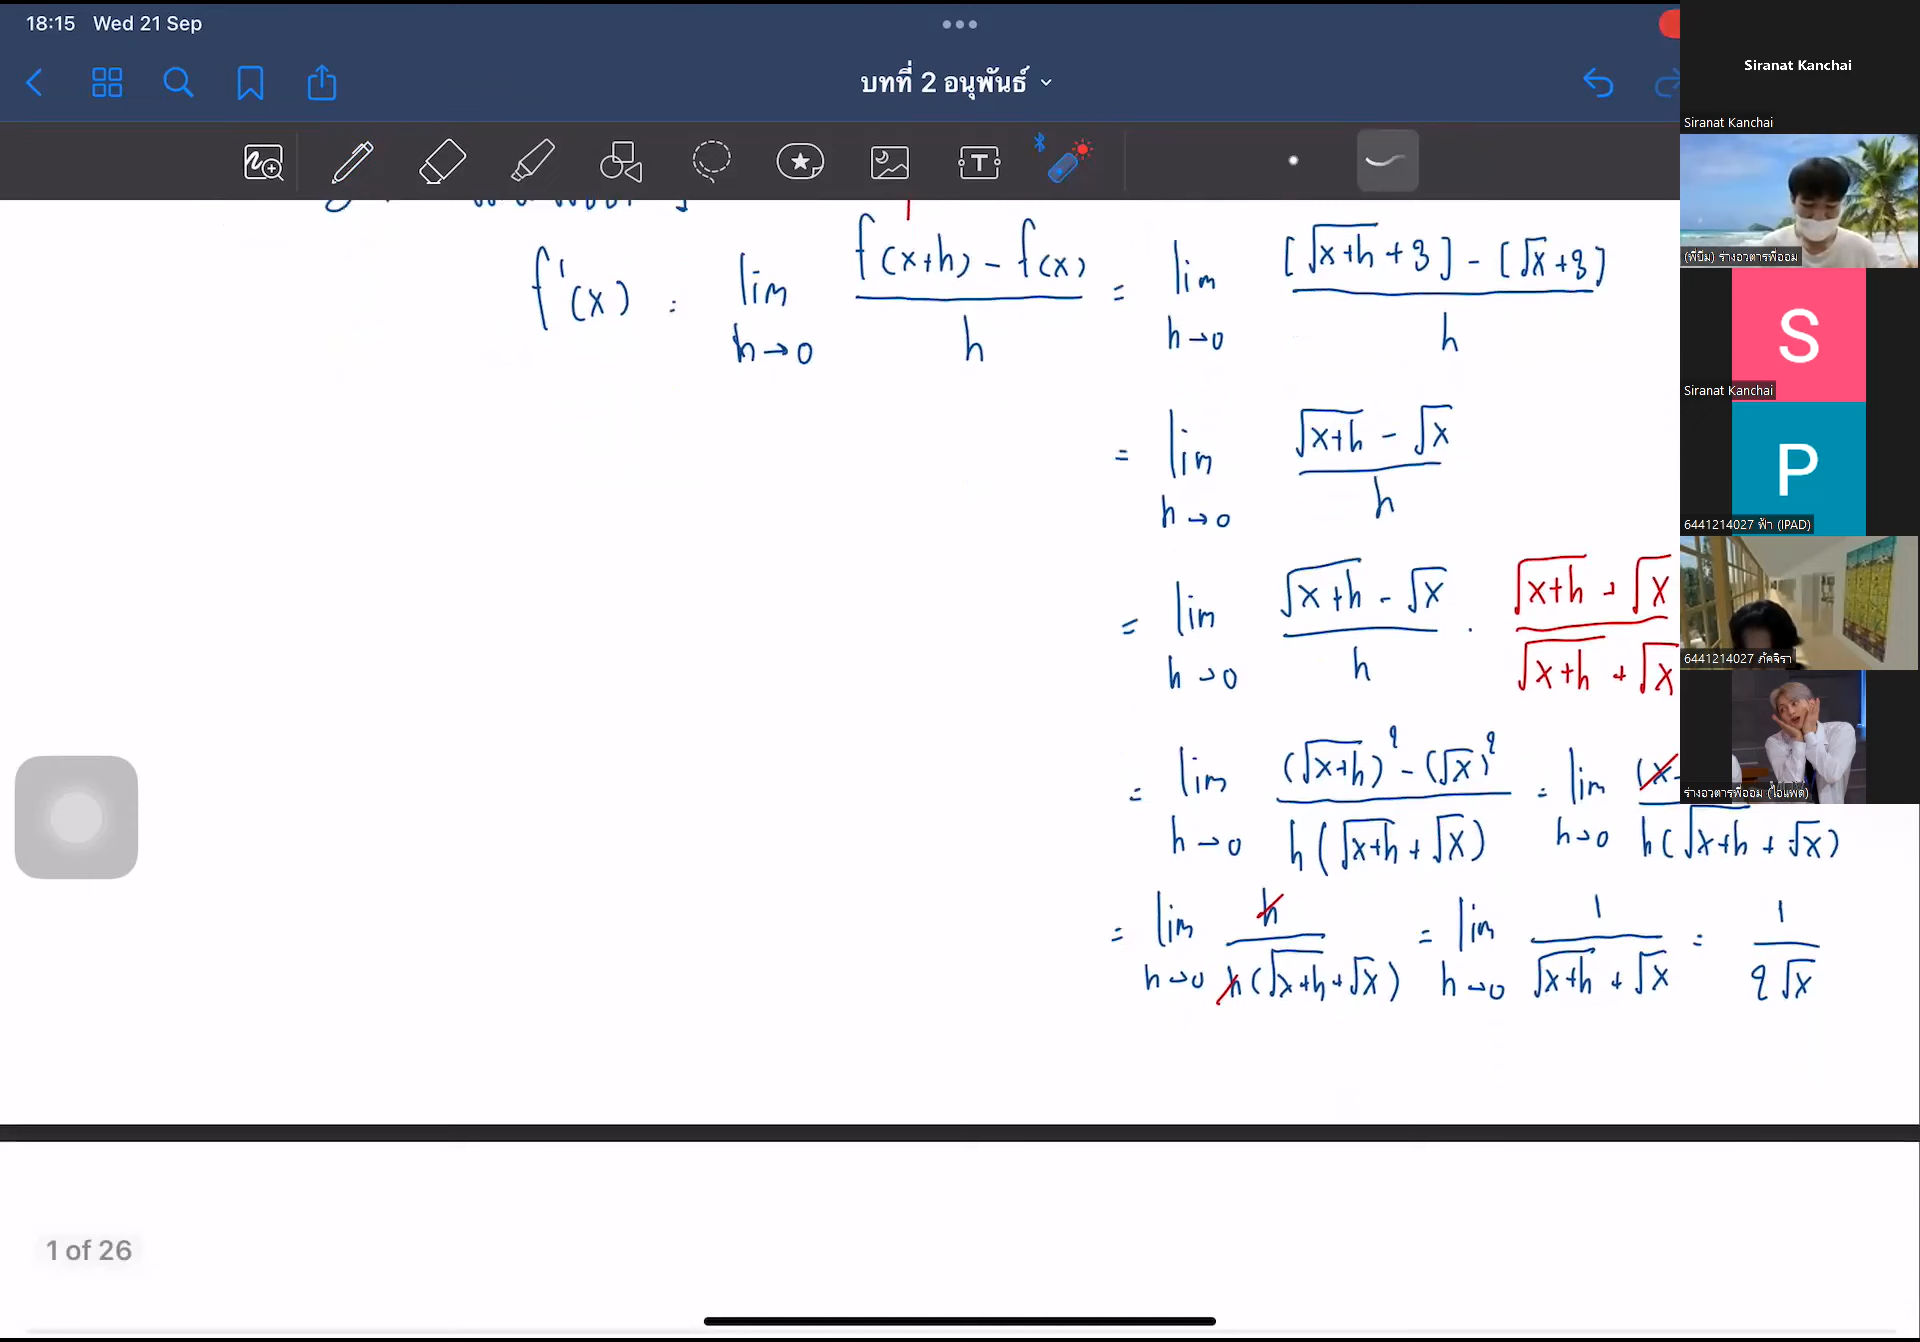 18:15 Wed 21 Sep
บทที่ 2 อนุพันธ์
f'(x) = lim h→0 (f(x+h) - f(x))/h = lim h→0 ([√(x+h) + 3] - [√x + 3])/h
= lim h→0 (√(x+h) - √x)/h
= lim h→0 (√(x+h) - √x)/h · (√(x+h) + √x)/(√(x+h) + √x)
= lim h→0 ((√(x+h))² - (√x)²)/(h(√(x+h) + √x)) = lim h→0 (x-/(h(√(x+h) + √x))
= lim h→0 h/(h(√(x+h) + √x)) = lim h→0 1/(√(x+h) + √x) = 1/(2√x)
1 of 26
Siranat Kanchai
Siranat Kanchai
(พี่บีม) ร่างอวตารพี่ออม
S
Siranat Kanchai
P
6441214027 ฟ้า (IPAD)
6441214027 ภัคจิรา
ร่างอวตารพี่ออม (ไอแพด)